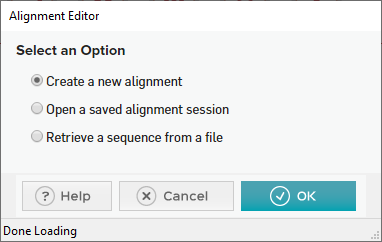 Alignment Editor
Select an Option
Create a new alignment
Open a saved alignment session
Retrieve a sequence from a file
? Help
Cancel
OK
Done Loading